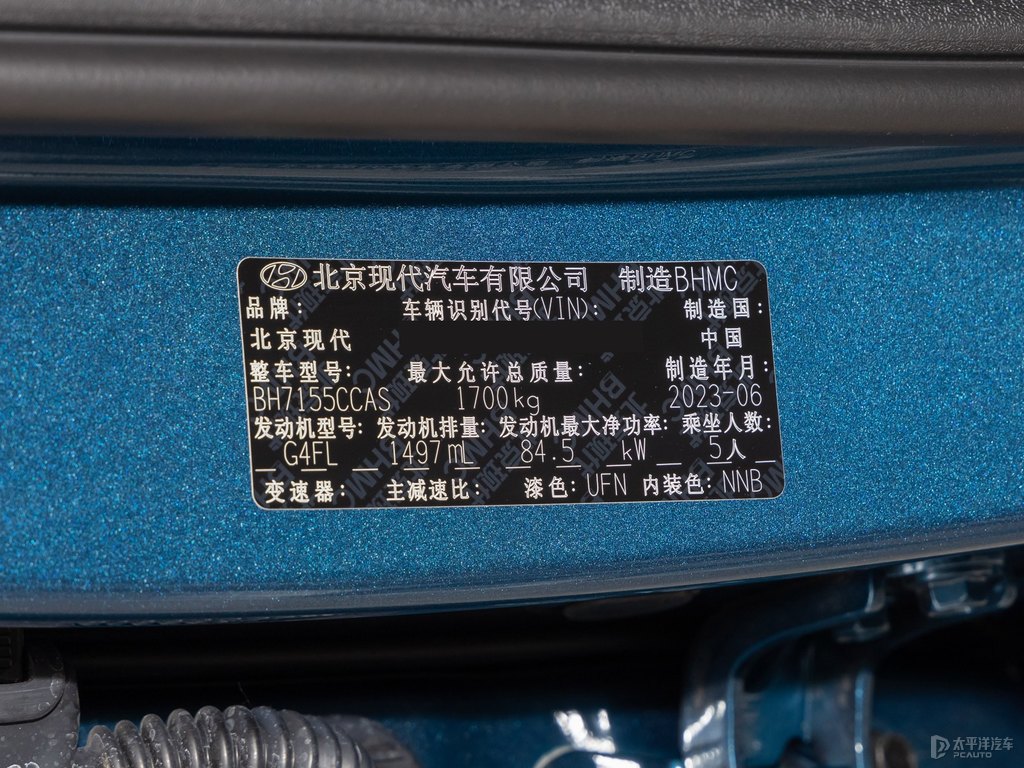 北京现代汽车有限公司 制造BHMC
品牌: 车辆识别代号(VIN): 制造国:
北京现代 中国
整车型号: 最大允许总质量: 制造年月:
BH7155CCAS 1700kg 2023-06
发动机型号: 发动机排量: 发动机最大净功率: 乘坐人数:
G4FL 1497mL 84.5 kW 5人
变速器: 主减速比: 漆色: UFN 内装色: NNB
太平洋汽车
PCAUTO